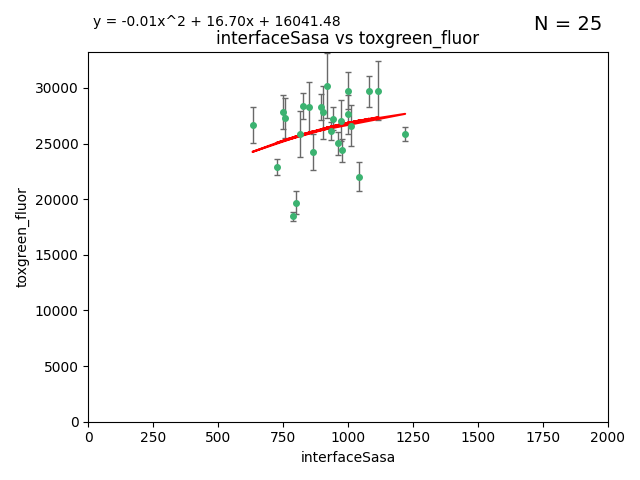 y = -0.01x^2 + 16.70x + 16041.48
N = 25
interfaceSasa vs toxgreen_fluor
toxgreen_fluor
30000
25000
20000
15000
10000
5000
0
0 250 500 750 1000 1250 1500 1750 2000
interfaceSasa